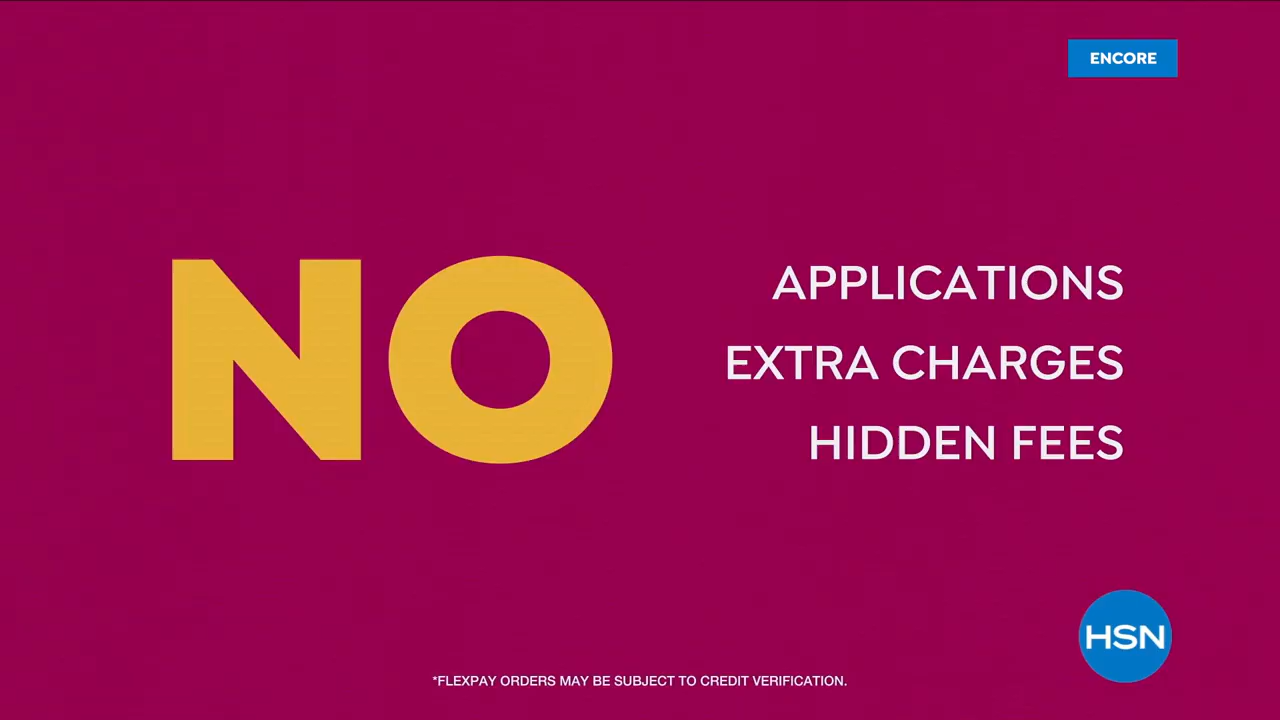 ENCORE
NO
APPLICATIONS
EXTRA CHARGES
HIDDEN FEES
HSN
*FLEXPAY ORDERS MAY BE SUBJECT TO CREDIT VERIFICATION.